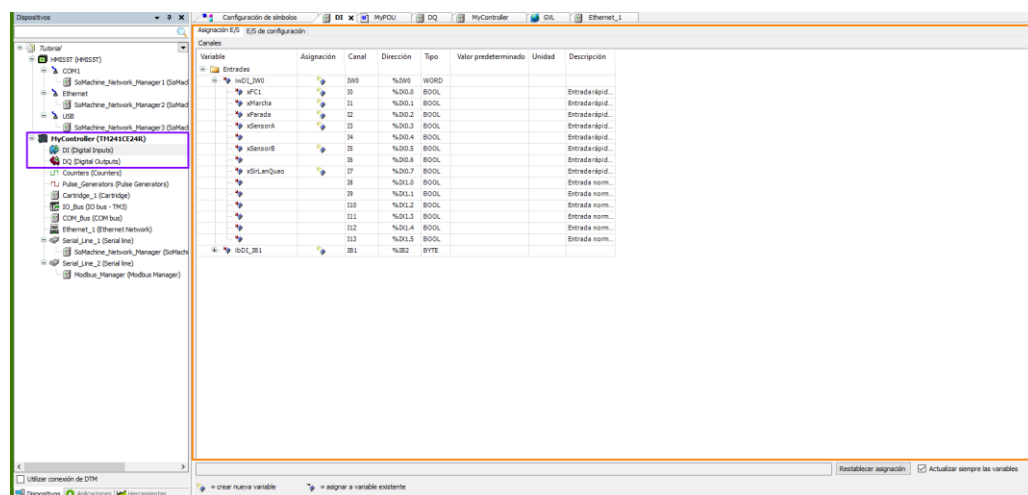 Dispositivos
Configuración de símbolos DI MyPOU DQ MyController GVL Ethernet_1
Asignación E/S E/S de configuración
Canales
Variable Asignación Canal Dirección Tipo Valor predeterminado Unidad Descripción
Entradas
iwDI_IW0 IW0 %IW0 WORD
xFC1 I0 %IX0.0 BOOL Entrada rápid...
xMarcha I1 %IX0.1 BOOL Entrada rápid...
xParada I2 %IX0.2 BOOL Entrada rápid...
xSensorA I3 %IX0.3 BOOL Entrada rápid...
I4 %IX0.4 BOOL Entrada rápid...
xSensorB I5 %IX0.5 BOOL Entrada rápid...
I6 %IX0.6 BOOL Entrada rápid...
xSirLanQuao I7 %IX0.7 BOOL Entrada rápid...
I8 %IX1.0 BOOL Entrada norm...
I9 %IX1.1 BOOL Entrada norm...
I10 %IX1.2 BOOL Entrada norm...
I11 %IX1.3 BOOL Entrada norm...
I12 %IX1.4 BOOL Entrada norm...
I13 %IX1.5 BOOL Entrada norm...
ibDI_IB1 IB1 %IB2 BYTE
Tutorial
HMISST (HMISST)
COM1
SoMachine_Network_Manager1 (SoMach
Ethernet
SoMachine_Network_Manager2 (SoMach
USB
SoMachine_Network_Manager3 (SoMach
MyController (TM241CE24R)
DI (Digital Inputs)
DQ (Digital Outputs)
Counters (Counters)
Pulse_Generators (Pulse Generators)
Cartridge_1 (Cartridge)
IO_Bus (IO bus - TM3)
COM_Bus (COM bus)
Ethernet_1 (Ethernet Network)
Serial_Line_1 (Serial line)
SoMachine_Network_Manager (SoMachi
Serial_Line_2 (Serial line)
Modbus_Manager (Modbus Manager)
Utilizar conexión de DTM
Dispositivos Aplicaciones Herramientas
Restablecer asignación Actualizar siempre las variables
= crear nueva variable = asignar a variable existente